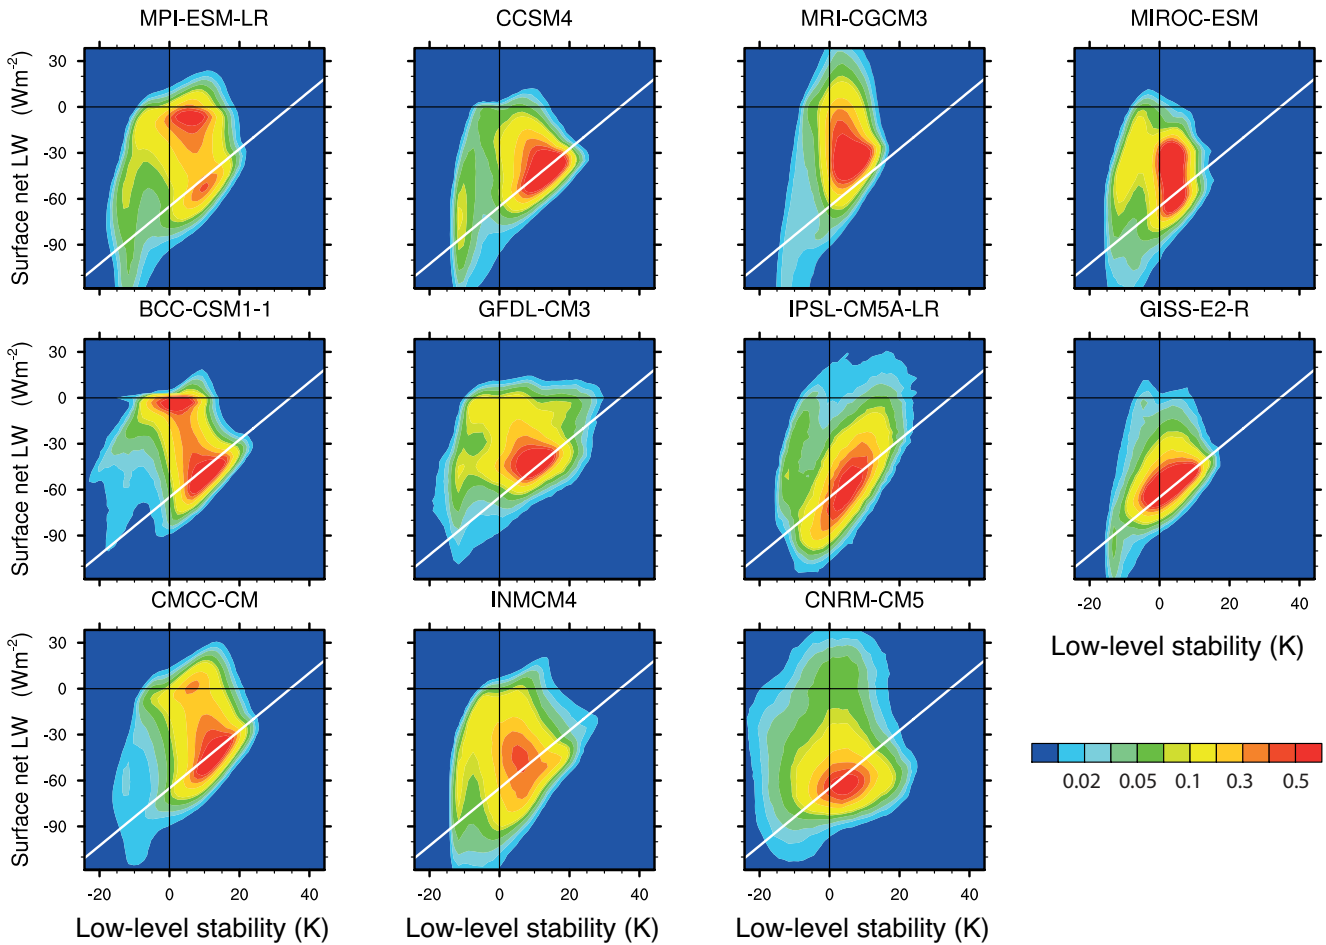 MPI-ESM-LR CCSM4 MRI-CGCM3 MIROC-ESM
30
0
-30
-60
-90
Surface net LW (Wm-2)
BCC-CSM1-1 GFDL-CM3 IPSL-CM5A-LR GISS-E2-R
30
0
-30
-60
-90
Surface net LW (Wm-2)
-20 0 20 40
Low-level stability (K)
CMCC-CM INMCM4 CNRM-CM5
30
0
-30
-60
-90
Surface net LW (Wm-2)
0.02 0.05 0.1 0.3 0.5
-20 0 20 40 -20 0 20 40 -20 0 20 40
Low-level stability (K) Low-level stability (K) Low-level stability (K)